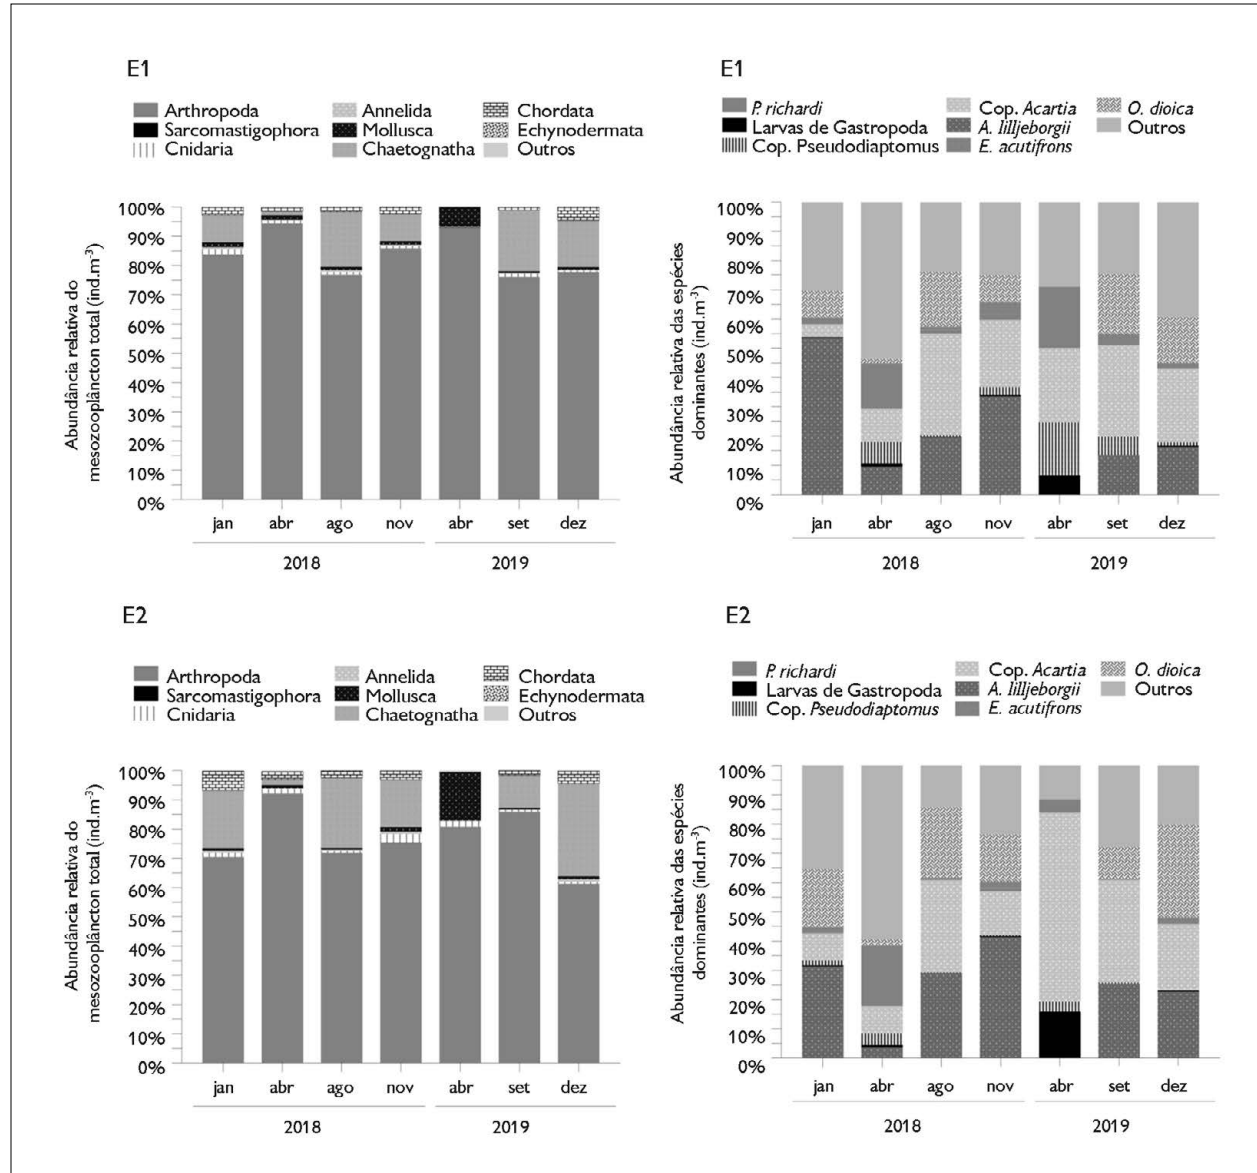 E1
Arthropoda Annelida Chordata
Sarcomastigophora Mollusca Echynodermata
Cnidaria Chaetognatha Outros
Abundância relativa do
mesozooplâncton total (ind.m-3)
100%
90%
80%
70%
60%
50%
40%
30%
20%
10%
0%
jan abr ago nov abr set dez
2018 2019
E1
P. richardi Cop. Acartia O. dioica
Larvas de Gastropoda A. lilljeborgii Outros
Cop. Pseudodiaptomus E. acutifrons
Abundância relativa das espécies
dominantes (ind.m-3)
100%
90%
80%
70%
60%
50%
40%
30%
20%
10%
0%
jan abr ago nov abr set dez
2018 2019
E2
Arthropoda Annelida Chordata
Sarcomastigophora Mollusca Echynodermata
Cnidaria Chaetognatha Outros
Abundância relativa do
mesozooplâncton total (ind.m-3)
100%
90%
80%
70%
60%
50%
40%
30%
20%
10%
0%
jan abr ago nov abr set dez
2018 2019
E2
P. richardi Cop. Acartia O. dioica
Larvas de Gastropoda A. lilljeborgii Outros
Cop. Pseudodiaptomus E. acutifrons
Abundância relativa das espécies
dominantes (ind.m-3)
100%
90%
80%
70%
60%
50%
40%
30%
20%
10%
0%
jan abr ago nov abr set dez
2018 2019